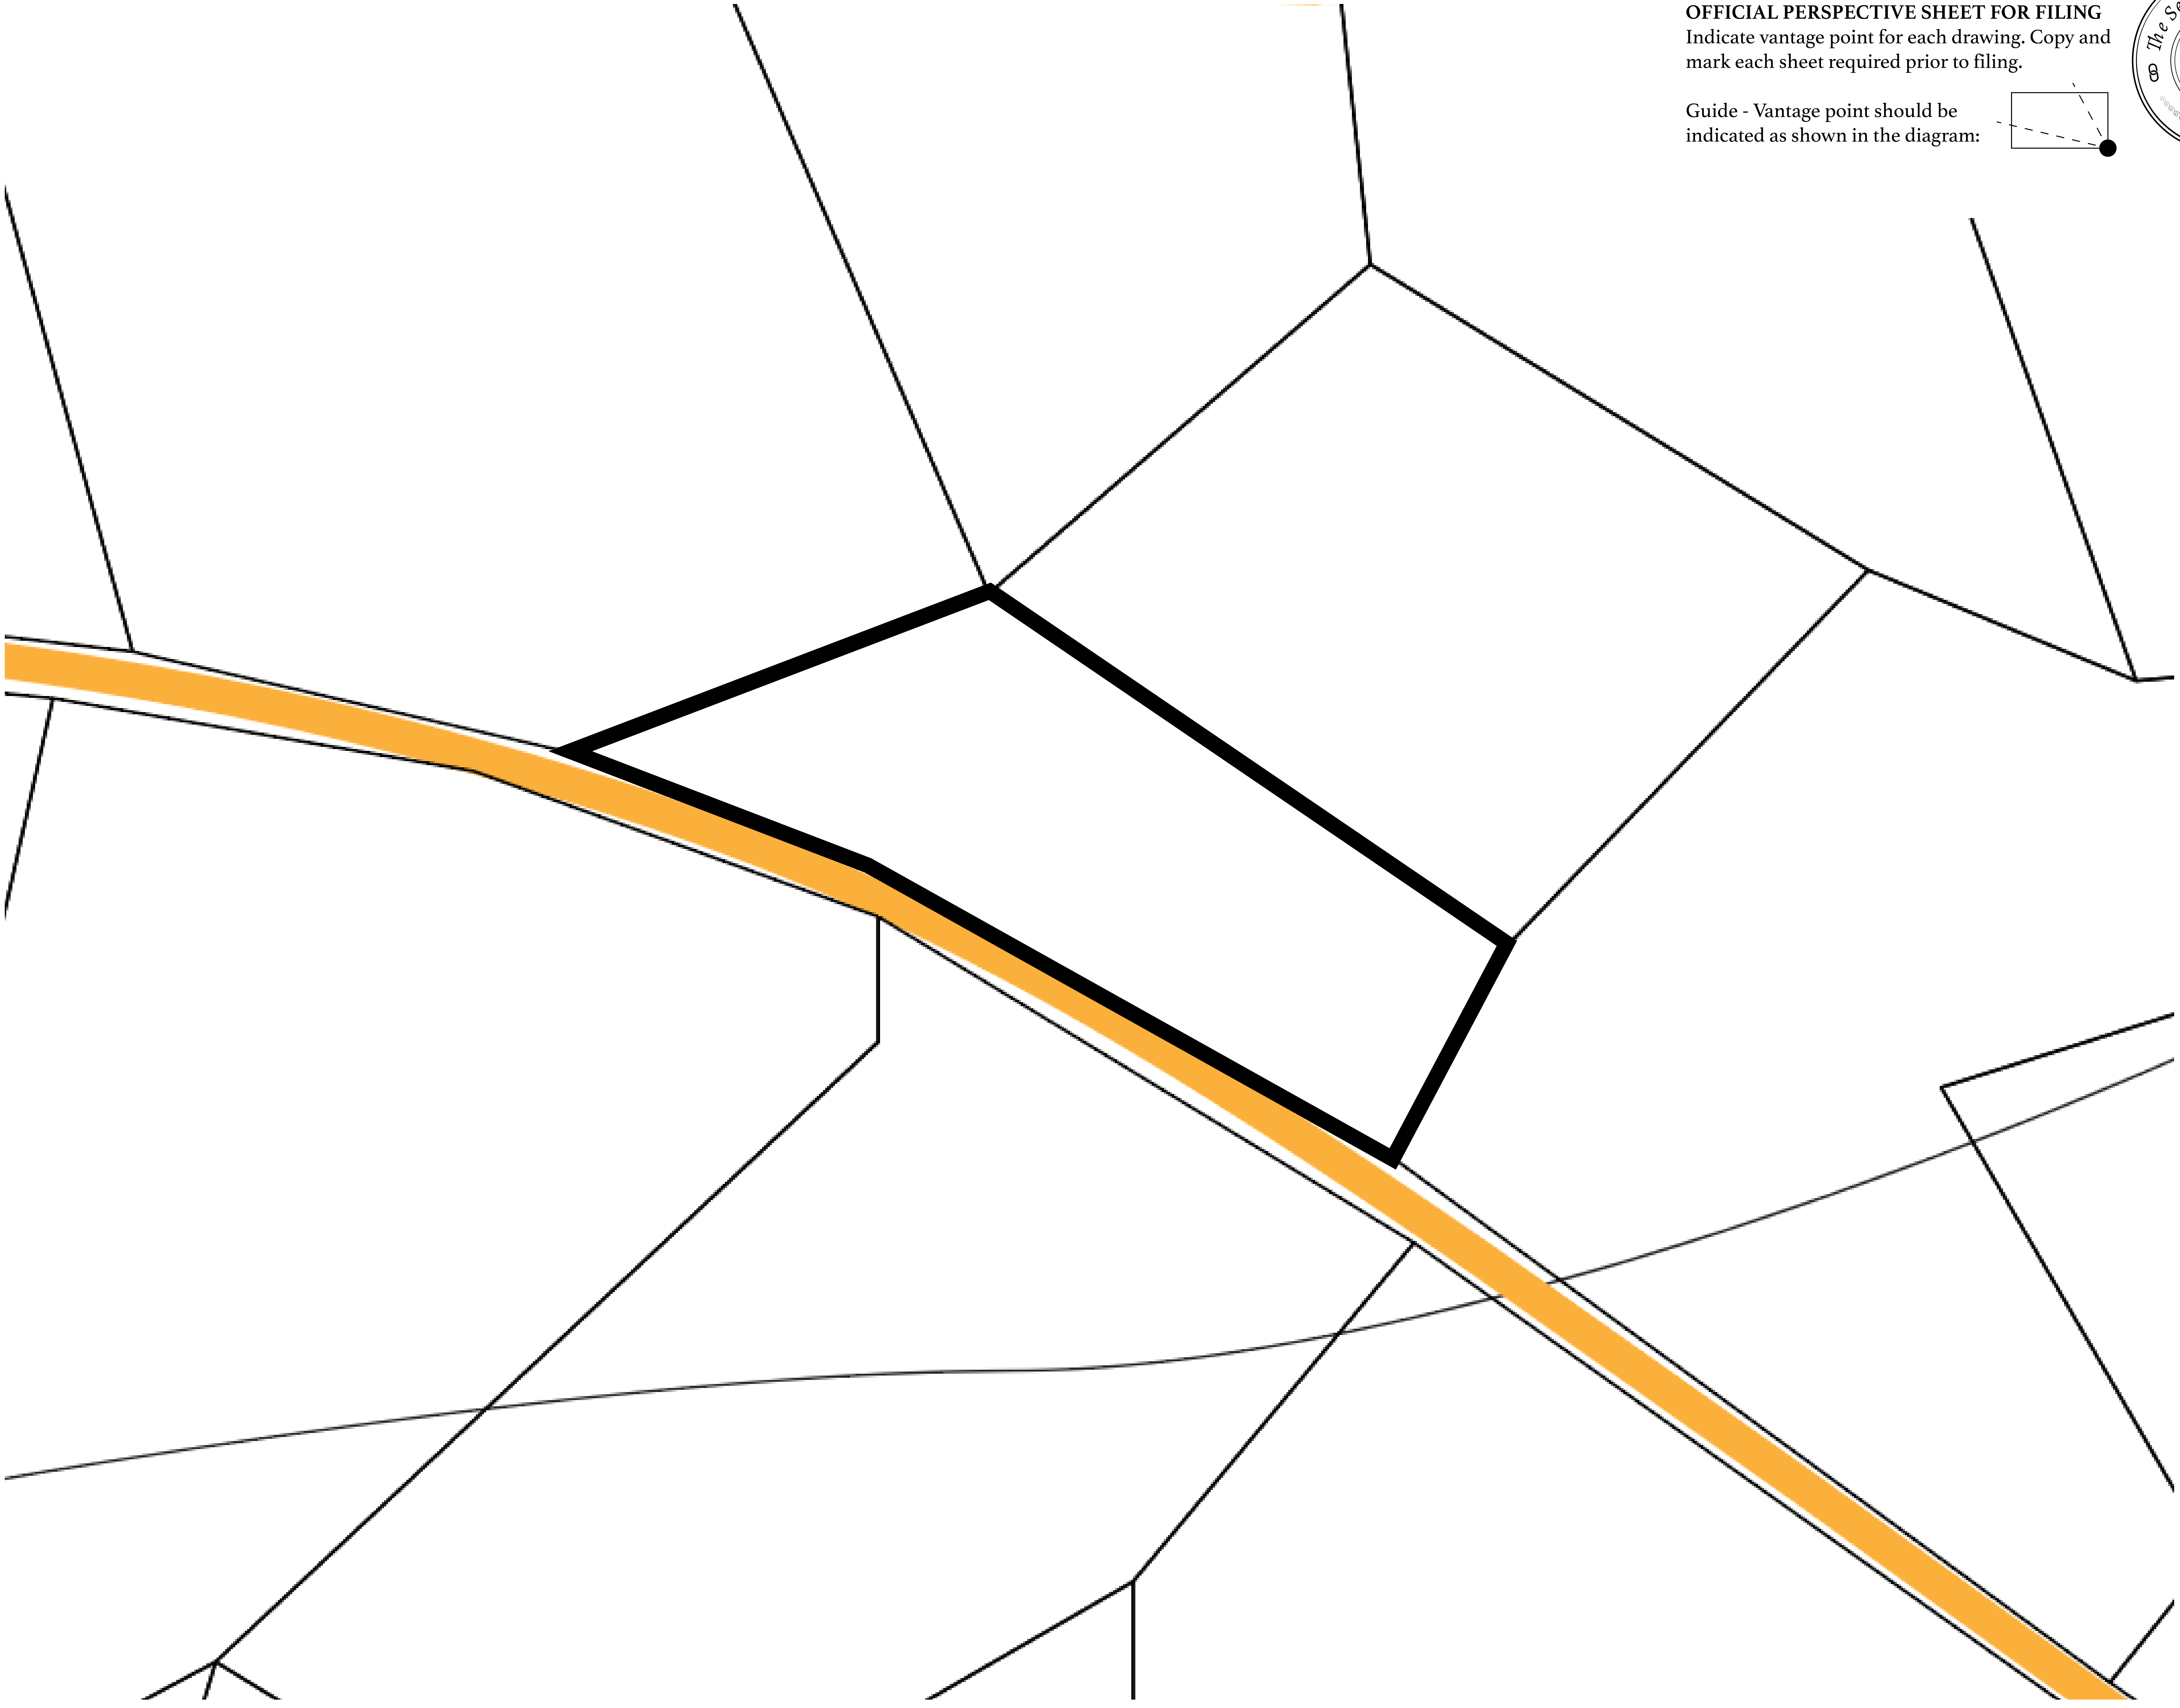 OFFICIAL PERSPECTIVE SHEET FOR FILING
Indicate vantage point for each drawing. Copy and
mark each sheet required prior to filing.
Guide - Vantage point should be
indicated as shown in the diagram:
The